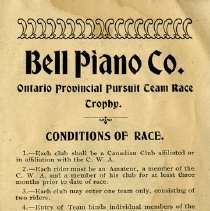 Bell Piano Co.
Ontario Provincial Pursuit Team Race
Trophy.
CONDITIONS OF RACE.
1.—Each club shall be a Canadian Club affiliated or
in affiliation with the C. W. A.
2.—Each rider must be an Amateur, a member of the
C. W. A. and a member of his club for at least three
months prior to date of race.
3.—Each club may enter one team only, consisting of
two riders.
4.—Entry of Team binds individual members of the